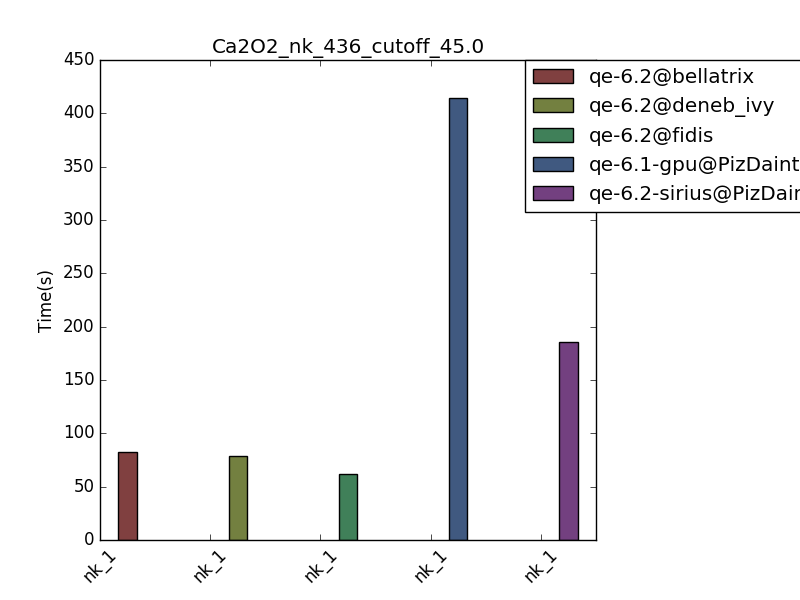 Ca2O2_nk_436_cutoff_45.0
450
400
350
300
250
200
150
100
50
0
Time(s)
qe-6.2@bellatrix
qe-6.2@deneb_ivy
qe-6.2@fidis
qe-6.1-gpu@PizDaint
qe-6.2-sirius@PizDain
nk_1
nk_1
nk_1
nk_1
nk_1